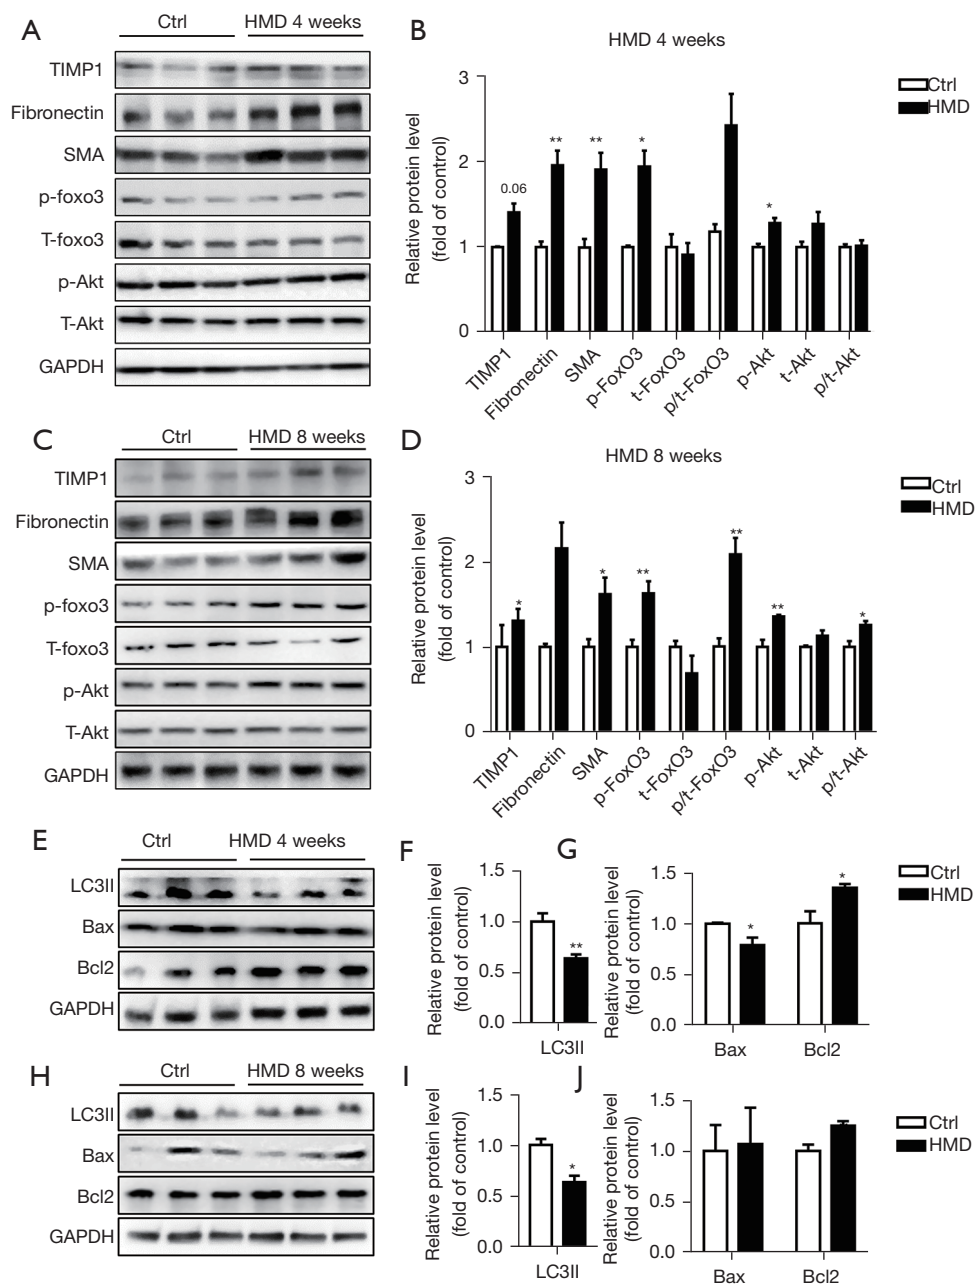 A
Ctrl
HMD 4 weeks
TIMP1
Fibronectin
SMA
p-foxo3
T-foxo3
p-Akt
T-Akt
GAPDH
B
HMD 4 weeks
Relative protein level
(fold of control)
3
2
1
0
0.06
**
**
*
*
TIMP1
Fibronectin
SMA
p-FoxO3
t-FoxO3
p/t-FoxO3
p-Akt
t-Akt
p/t-Akt
Ctrl
HMD
C
Ctrl
HMD 8 weeks
TIMP1
Fibronectin
SMA
p-foxo3
T-foxo3
p-Akt
T-Akt
GAPDH
D
HMD 8 weeks
Relative protein level
(fold of control)
3
2
1
0
*
*
**
**
**
*
TIMP1
Fibronectin
SMA
p-FoxO3
t-FoxO3
p/t-FoxO3
p-Akt
t-Akt
p/t-Akt
Ctrl
HMD
E
Ctrl
HMD 4 weeks
LC3II
Bax
Bcl2
GAPDH
F
Relative protein level
(fold of control)
1.5
1.0
0.5
0.0
**
LC3II
G
Relative protein level
(fold of control)
1.5
1.0
0.5
0.0
*
*
Bax
Bcl2
Ctrl
HMD
H
Ctrl
HMD 8 weeks
LC3II
Bax
Bcl2
GAPDH
I
Relative protein level
(fold of control)
1.5
1.0
0.5
0.0
*
LC3II
J
Relative protein level
(fold of control)
1.5
1.0
0.5
0.0
Bax
Bcl2
Ctrl
HMD